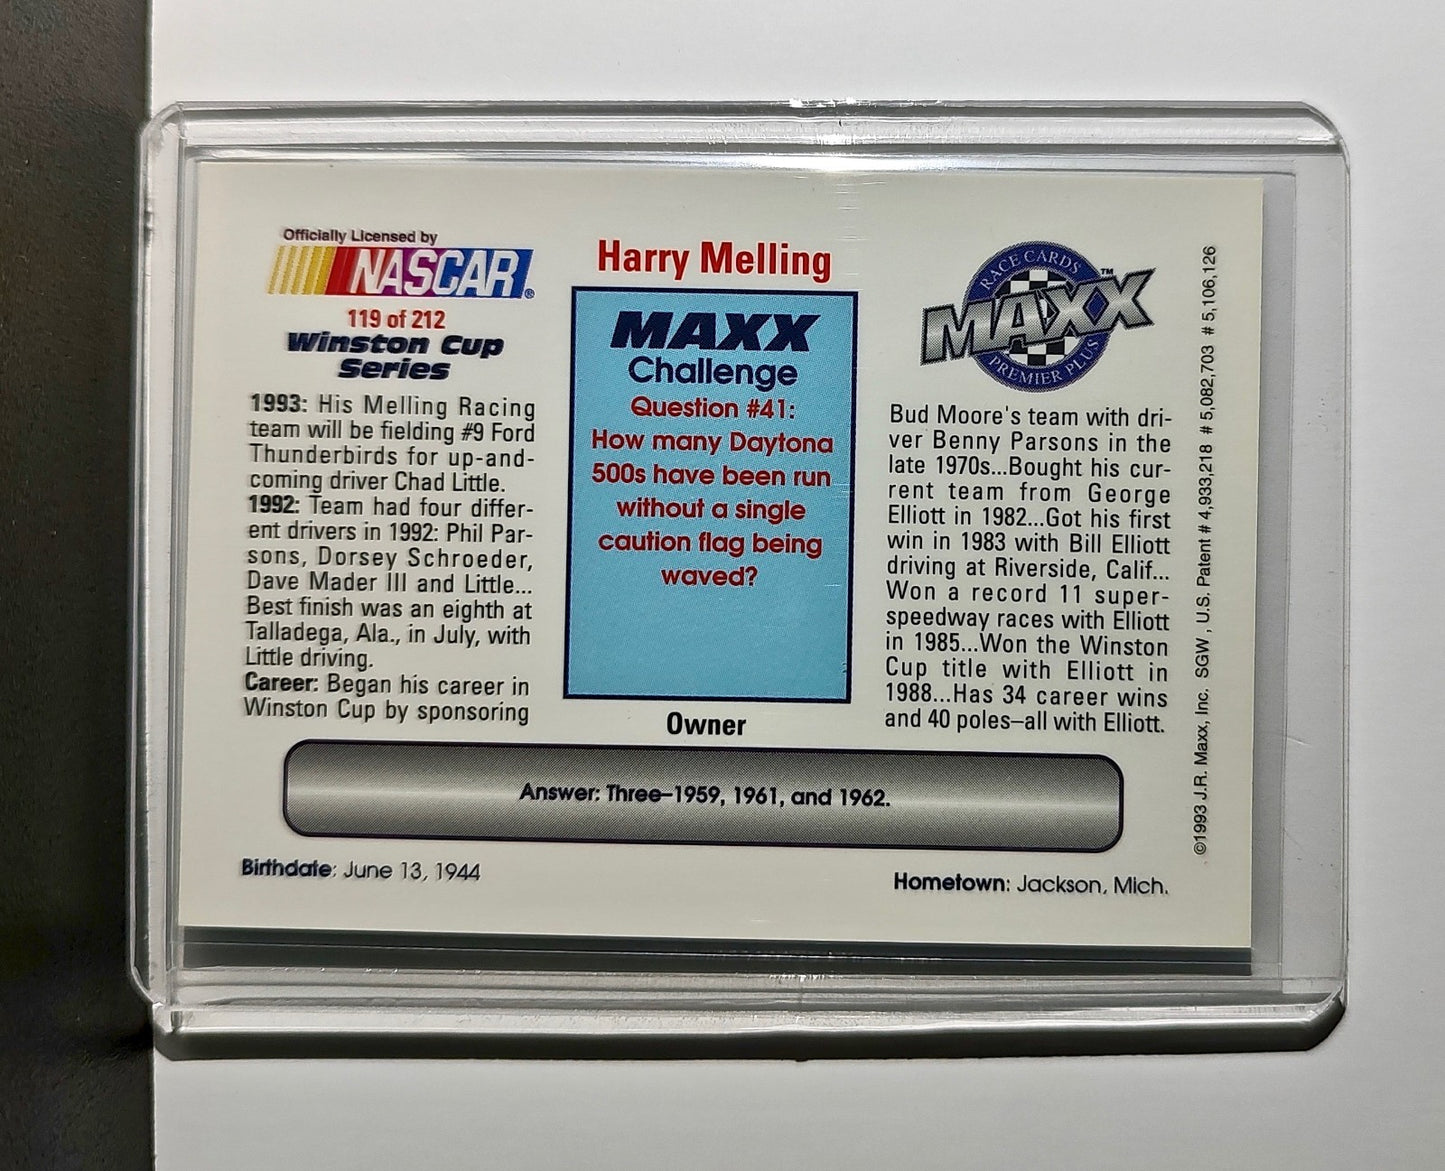 Officially Licensed by
NASCAR®
119 of 212
Winston Cup
Series
1993: His Melling Racing
team will be fielding #9 Ford
Thunderbirds for up-and-
coming driver Chad Little.
1992: Team had four differ-
ent drivers in 1992: Phil Par-
sons, Dorsey Schroeder,
Dave Mader III and Little...
Best finish was an eighth at
Talladega, Ala., in July, with
Little driving.
Career: Began his career in
Winston Cup by sponsoring
Harry Melling
MAXX
Challenge
Question #41:
How many Daytona
500s have been run
without a single
caution flag being
waved?
Owner
RACE CARDS
MAXX™
PREMIER PLUS
Bud Moore's team with dri-
ver Benny Parsons in the
late 1970s...Bought his cur-
rent team from George
Elliott in 1982...Got his first
win in 1983 with Bill Elliott
driving at Riverside, Calif...
Won a record 11 super-
speedway races with Elliott
in 1985...Won the Winston
Cup title with Elliott in
1988...Has 34 career wins
and 40 poles–all with Elliott.
Answer: Three–1959, 1961, and 1962.
Birthdate: June 13, 1944
Hometown: Jackson, Mich.
©1993 J.R. Maxx, Inc. SGW, U.S. Patent # 4,933,218 # 5,082,703 # 5,106,126